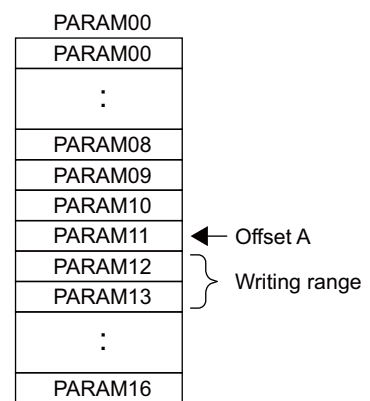 PARAM00
PARAM00
:
PARAM08
PARAM09
PARAM10
PARAM11 Offset A
PARAM12
Writing range
PARAM13
:
PARAM16